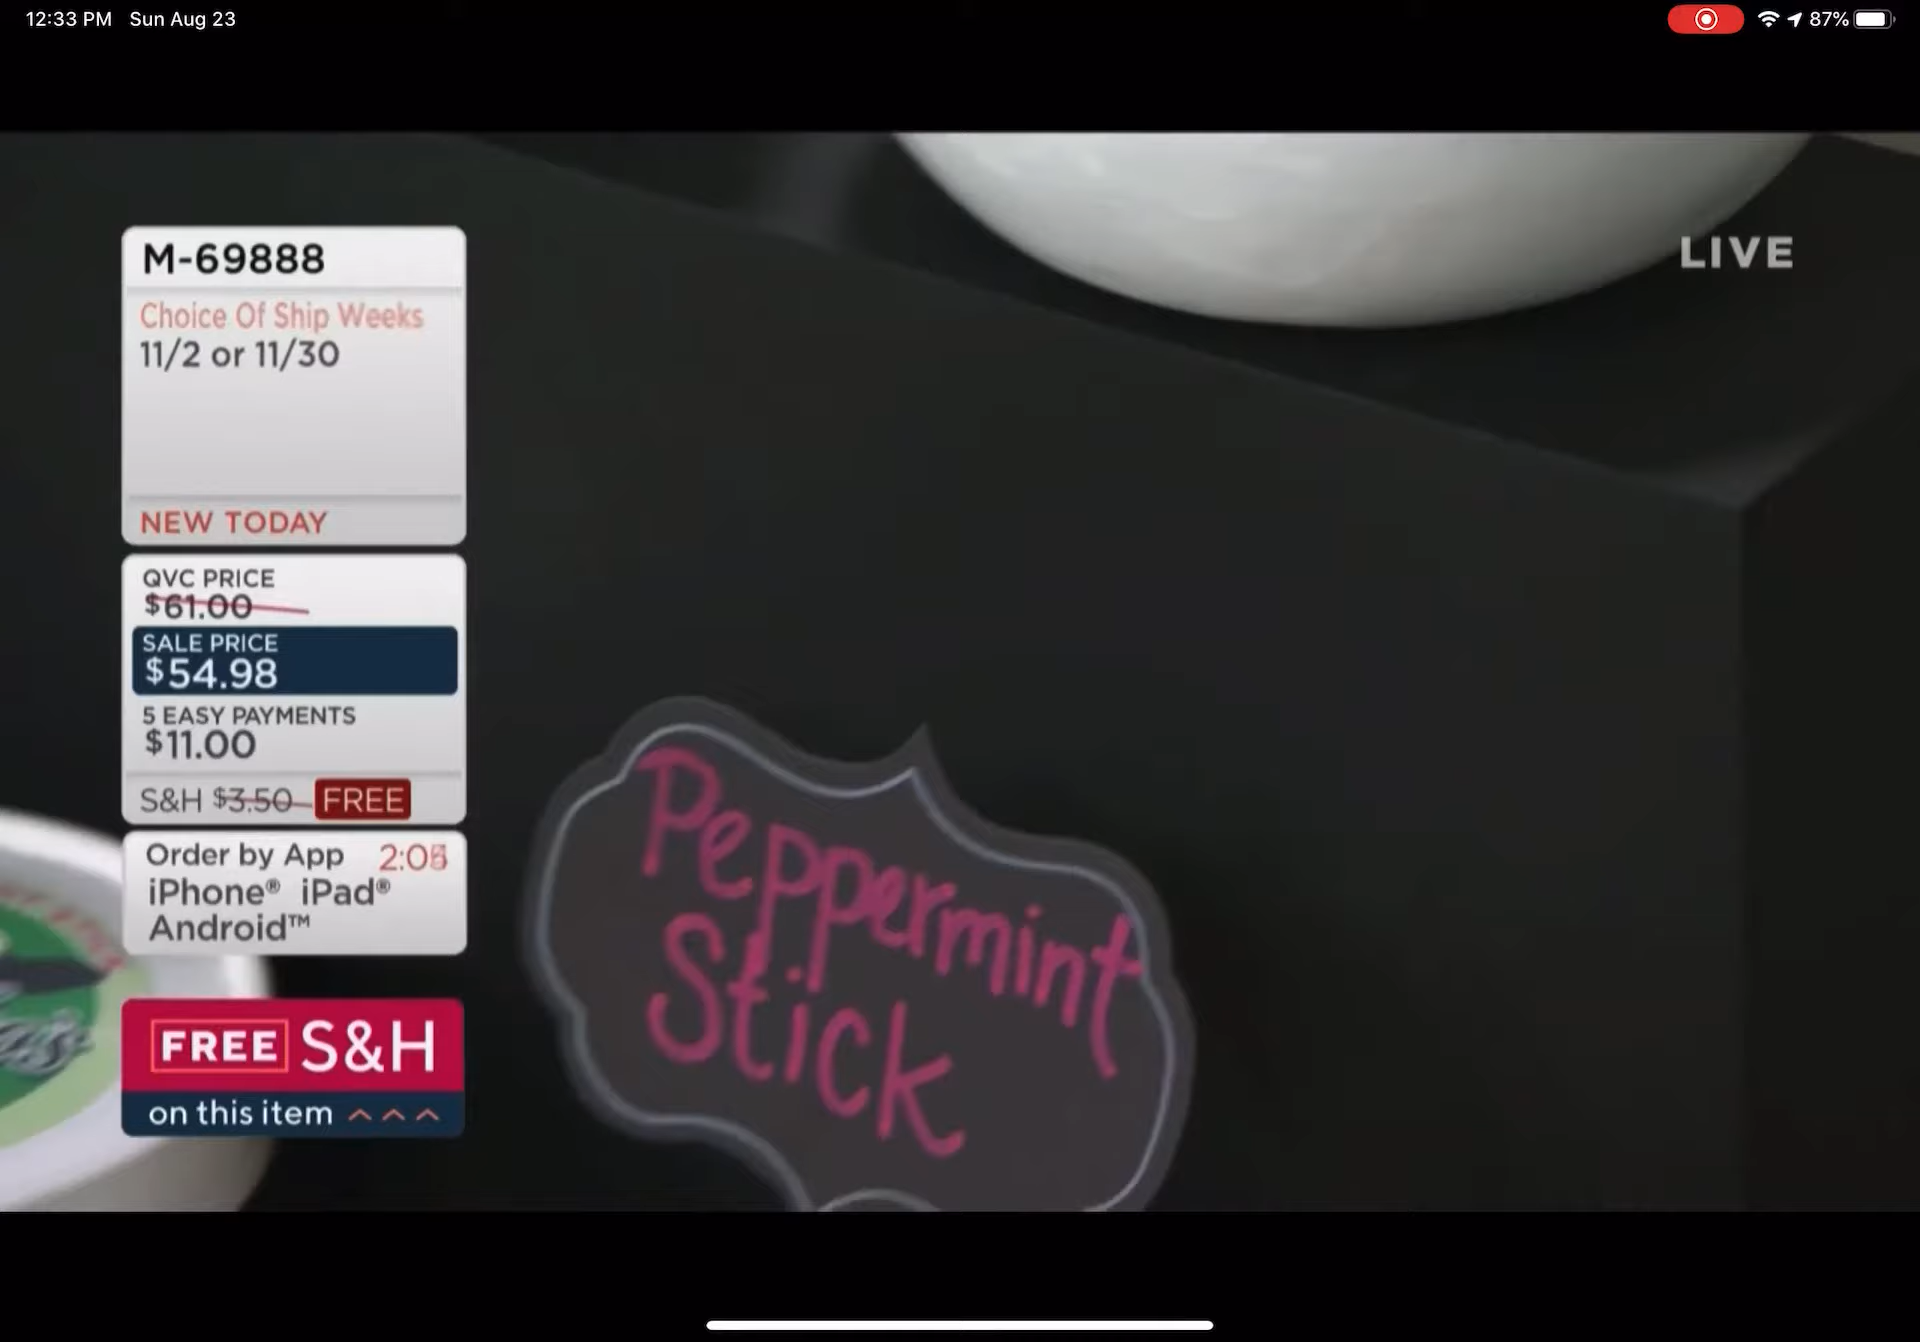 12:33 PM Sun Aug 23
87%
M-69888
Choice Of Ship Weeks
11/2 or 11/30
NEW TODAY
QVC PRICE
$61.00
SALE PRICE
$54.98
5 EASY PAYMENTS
$11.00
S&H $3.50 FREE
Order by App
iPhone® iPad®
Android™
FREE S&H
on this item
LIVE
Peppermint
Stick